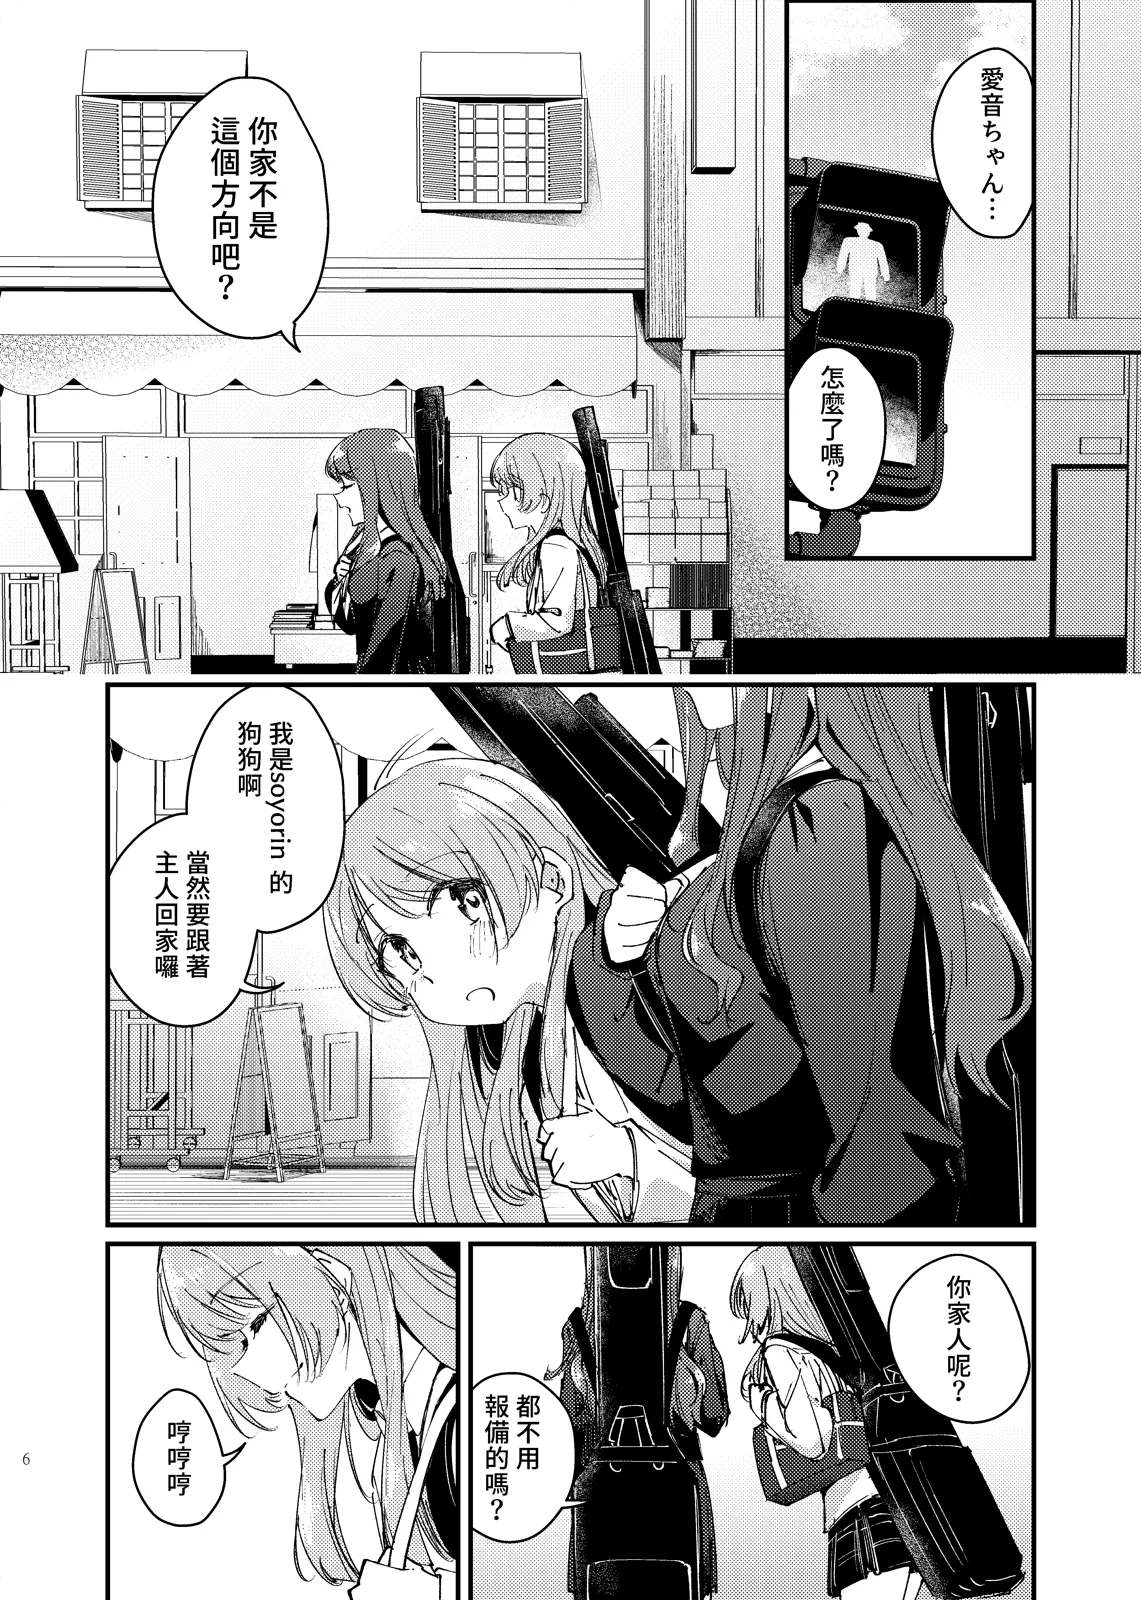 愛音ちゃん…
怎麼了嗎？
你家不是
這個方向吧？
我是soyorin 的
狗狗啊
當然要跟著
主人回家囉
你家人呢？
都不用
報備的嗎？
哼哼哼
6